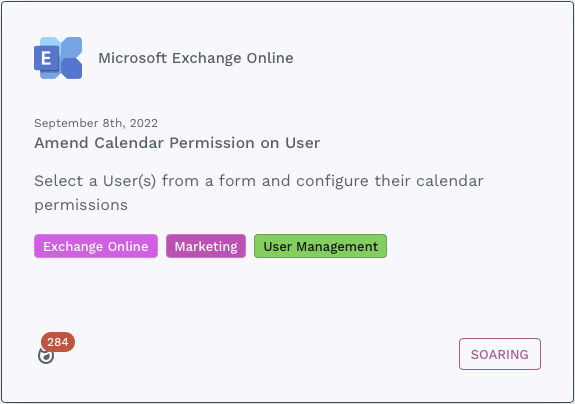 E
Microsoft Exchange Online
September 8th, 2022
Amend Calendar Permission on User
Select a User(s) from a form and configure their calendar
permissions
Exchange Online Marketing User Management
284
SOARING